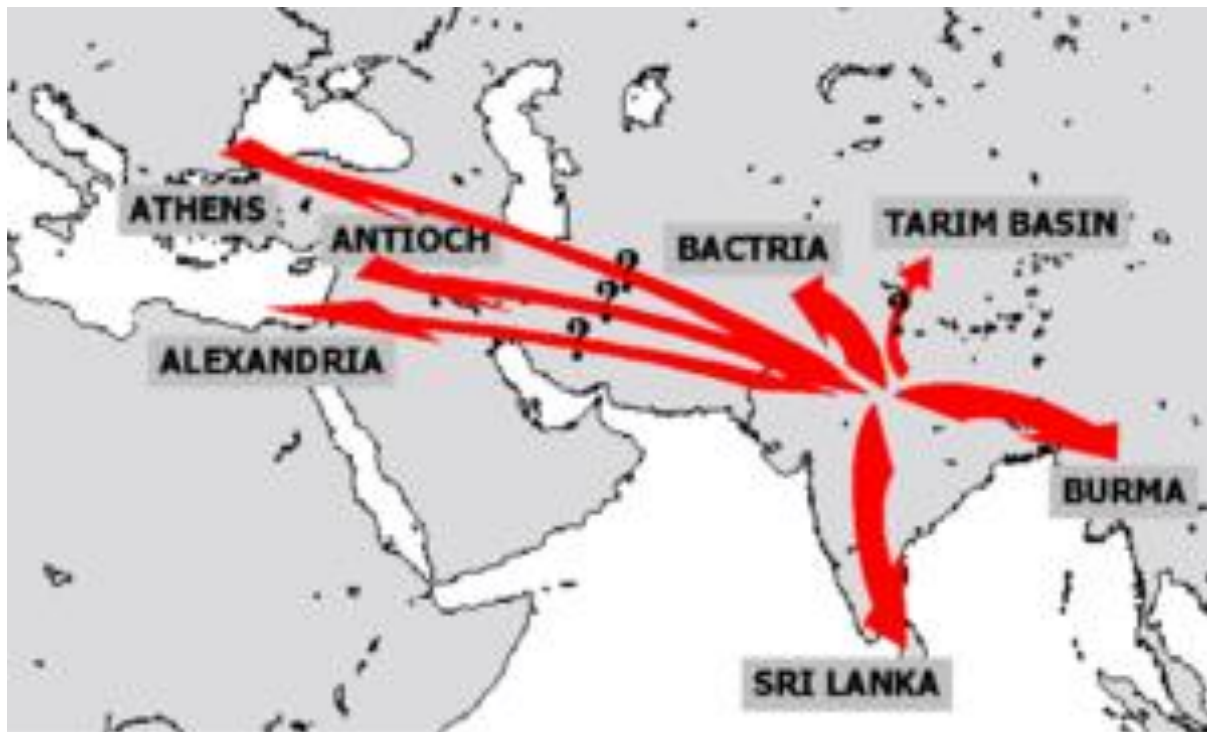 ATHENS
ANTIOCH
BACTRIA
TARIM BASIN
?
?
?
?
ALEXANDRIA
BURMA
SRI LANKA